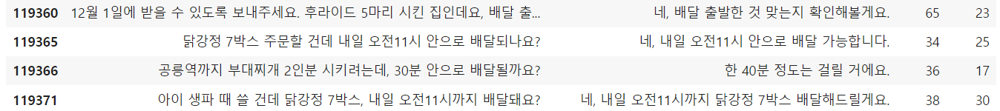 119360 12월 1일에 받을 수 있도록 보내주세요. 후라이드 5마리 시킨 집인데요, 배달 출... 네, 배달 출발한 것 맞는지 확인해볼게요. 65 23
119365 닭강정 7박스 주문할 건데 내일 오전11시 안으로 배달되나요? 네, 내일 오전11시 안으로 배달 가능합니다. 34 25
119366 공릉역까지 부대찌개 2인분 시키려는데, 30분 안으로 배달될까요? 한 40분 정도는 걸릴 거에요. 36 17
119371 아이 생파 때 쓸 건데 닭강정 7박스, 내일 오전11시까지 배달돼요? 네, 내일 오전11시까지 닭강정 7박스 배달해드릴게요. 38 30